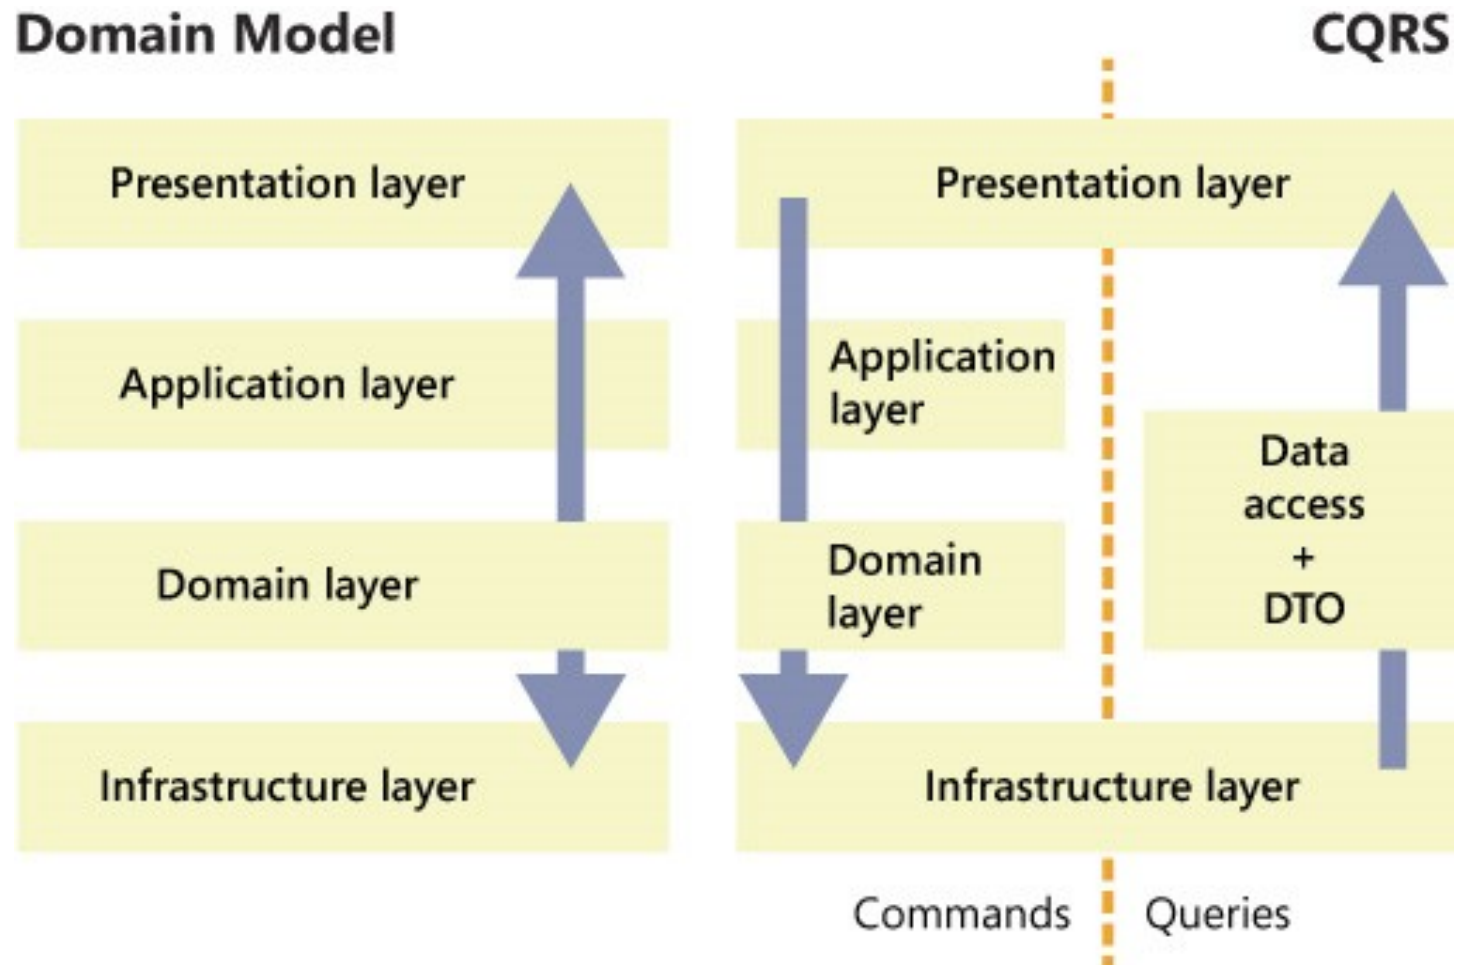 Domain Model
CQRS
Presentation layer
Application layer
Domain layer
Infrastructure layer
Presentation layer
Application
layer
Domain
layer
Data
access
+
DTO
Infrastructure layer
Commands
Queries